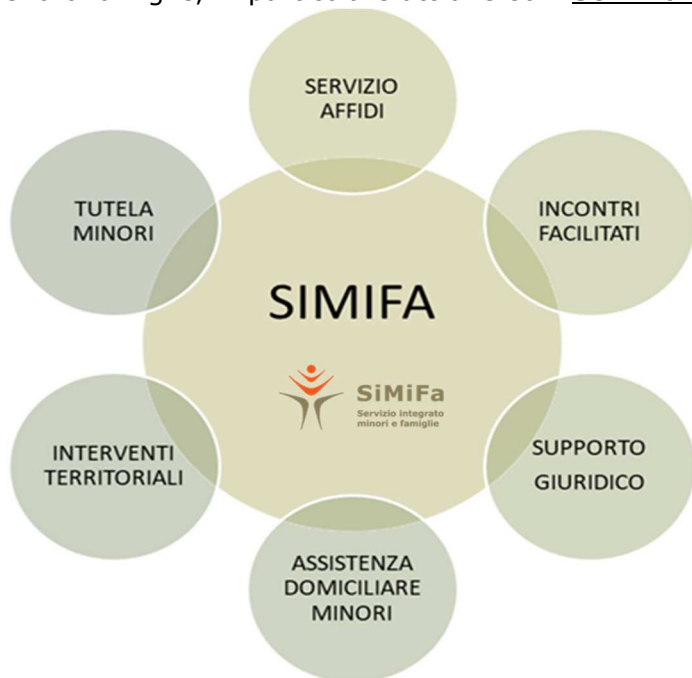 SERVIZIO
AFFIDI
TUTELA
MINORI
INCONTRI
FACILITATI
SIMIFA
SiMiFa
Servizio integrato
minori e famiglie
INTERVENTI
TERRITORIALI
SUPPORTO
GIURIDICO
ASSISTENZA
DOMICILIARE
MINORI